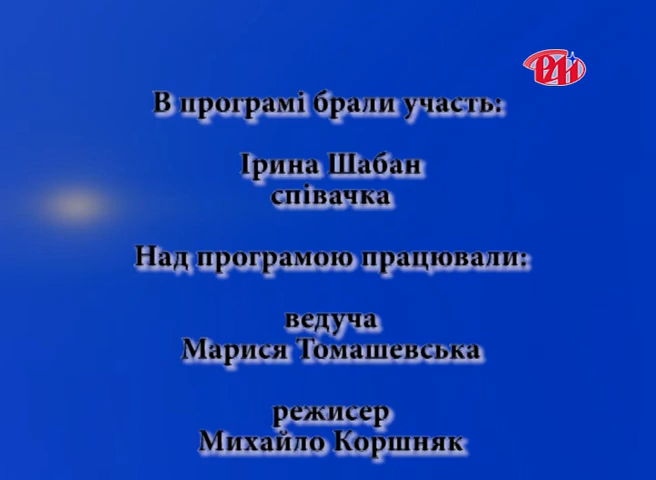 В програмі брали участь:
Ірина Шабан
співачка
Над програмою працювали:
ведуча
Марися Томашевська
режисер
Михайло Коршняк